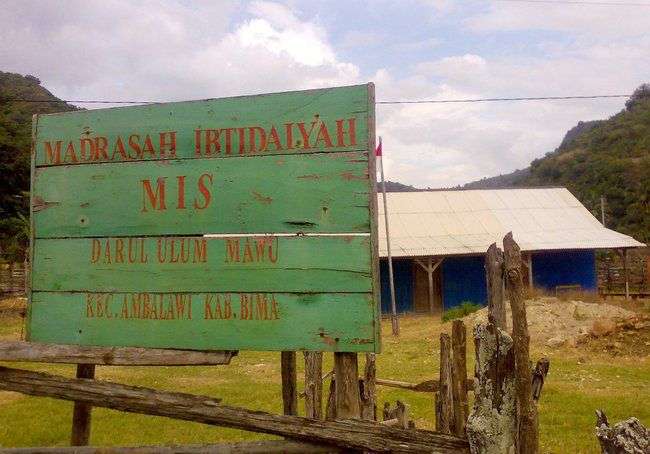 MADRASAH IBTIDAIYAH
MIS
DARUL ULUM MAWU
KEC. AMBALAWI KAB. BIMA